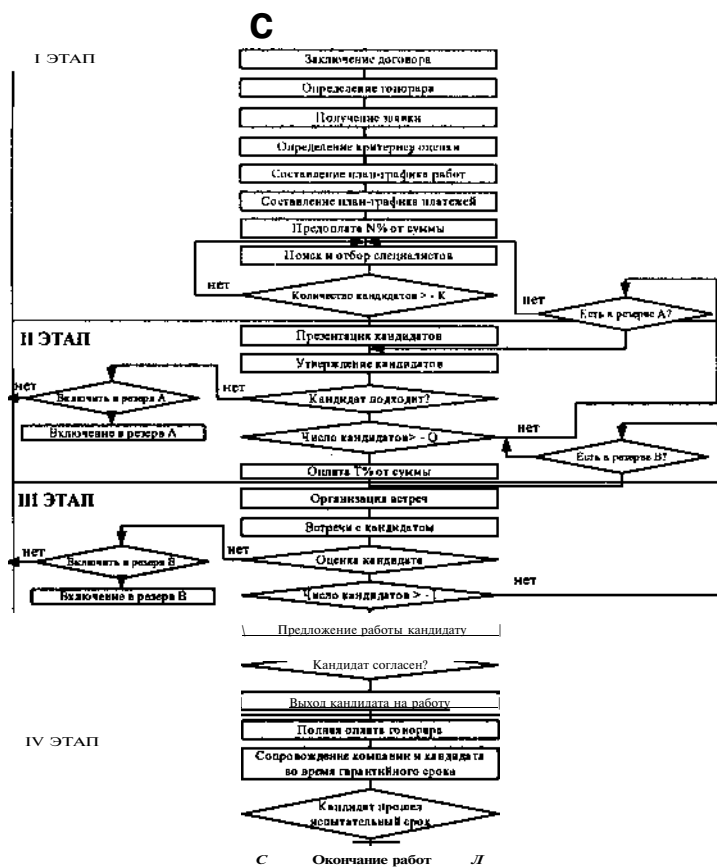 С
I ЭТАП
Заключение договора
Определение гонорара
Получение заявки
Определение критериев оценки
Составление план-графика работ
Составление план-графика платежей
Предоплата N% от суммы
Поиск и отбор специалистов
нет
Количество кандидатов > - К
нет
Есть в резерве А?
II ЭТАП
Презентация кандидатов
Утверждение кандидатов
нет
Включить в резерв А
нет
Кандидат подходит?
Включение в резерв А
Число кандидатов > - Q
нет
Есть в резерве В?
Оплата Т% от суммы
III ЭТАП
Организация встреч
Встречи с кандидатом
нет
Включить в резерв В
нет
Оценка кандидата
Включение в резерв В
Число кандидатов > -
нет
Предложение работы кандидату
Кандидат согласен?
Выход кандидата на работу
IV ЭТАП
Полная оплата гонорара
Сопровождение компании и кандидата
во время гарантийного срока
Кандидат прошел
испытательный срок
С Окончание работ Л